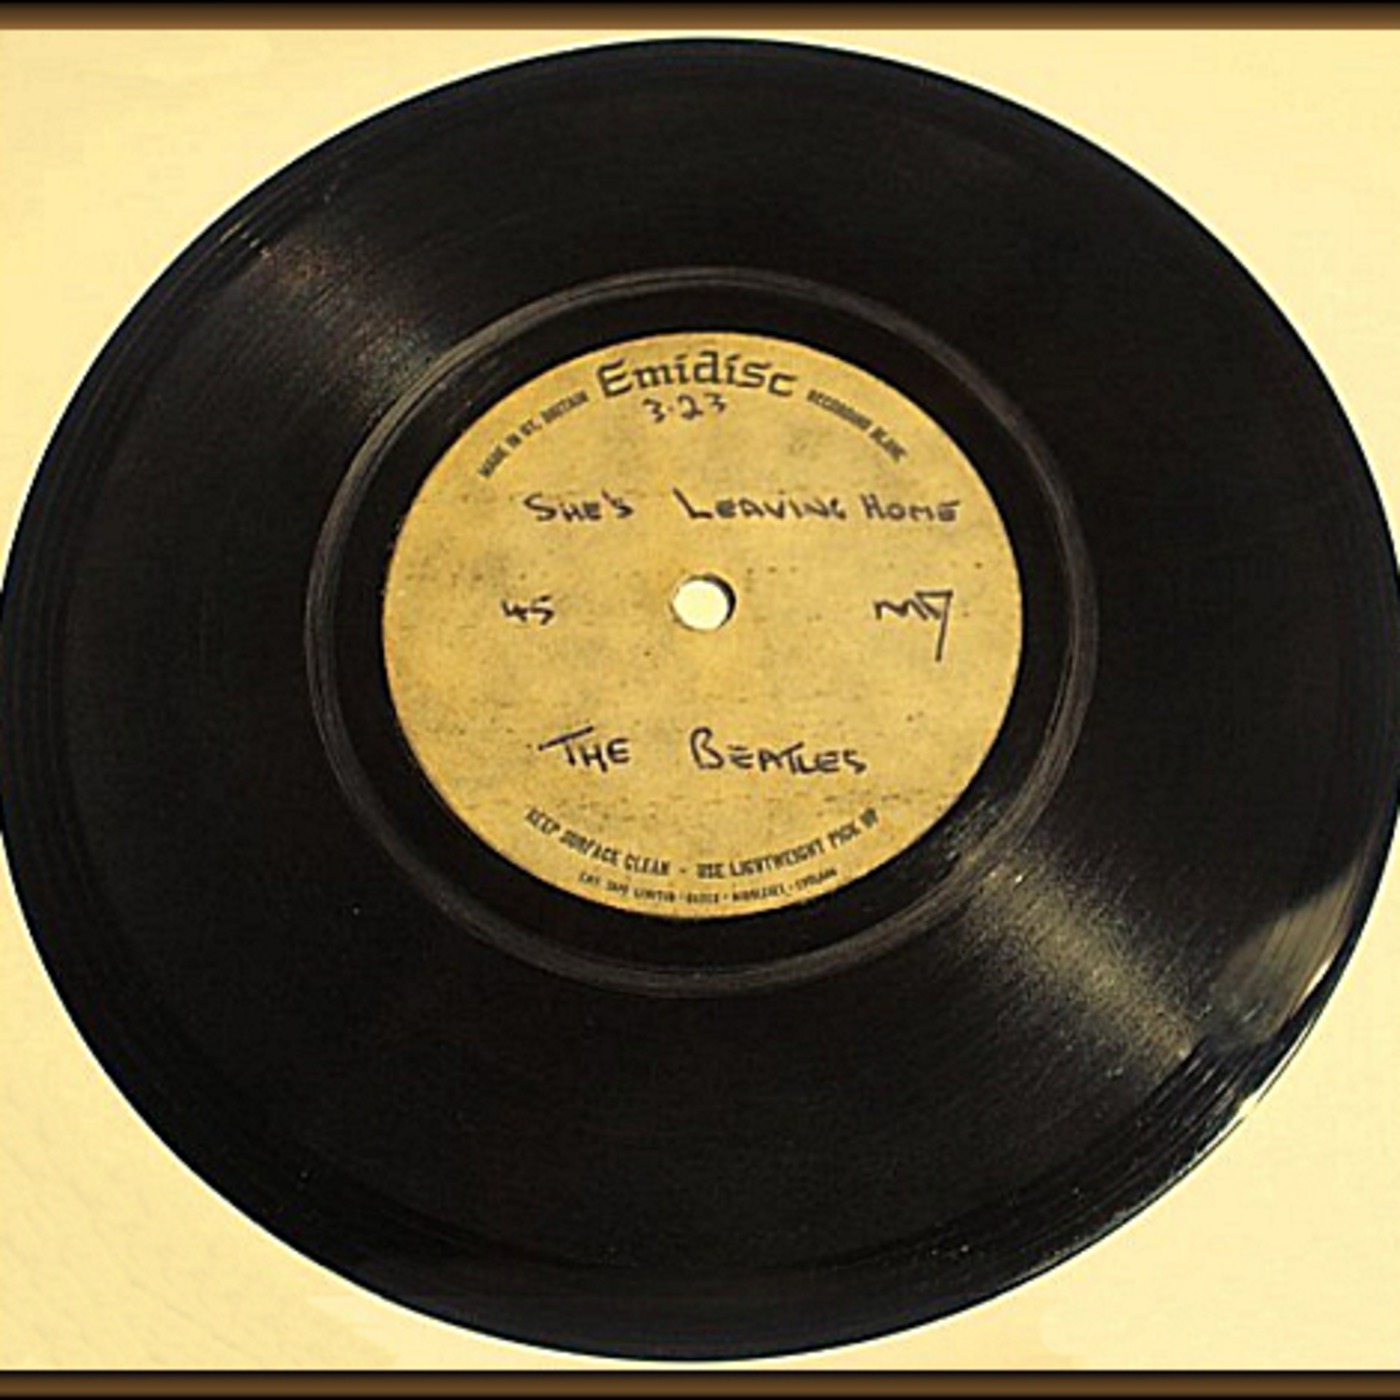 Emidisc
MADE IN GT. BRITAIN
RECORDING BLANK
3·23
SHE'S LEAVING HOME
45
THE BEATLES
KEEP SURFACE CLEAN - USE LIGHTWEIGHT PICK UP